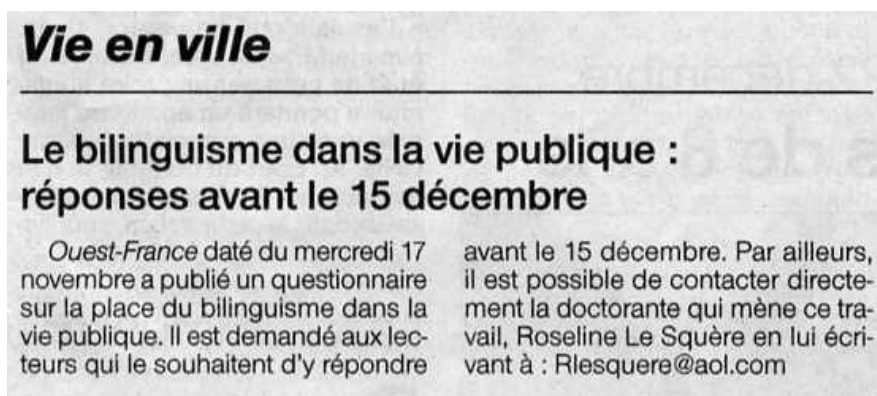 Vie en ville
Le bilinguisme dans la vie publique :
réponses avant le 15 décembre
Ouest-France daté du mercredi 17
novembre a publié un questionnaire
sur la place du bilinguisme dans la
vie publique. Il est demandé aux lec-
teurs qui le souhaitent d'y répondre
avant le 15 décembre. Par ailleurs,
il est possible de contacter directe-
ment la doctorante qui mène ce tra-
vail, Roseline Le Squère en lui écri-
vant à : Rlesquere@aol.com